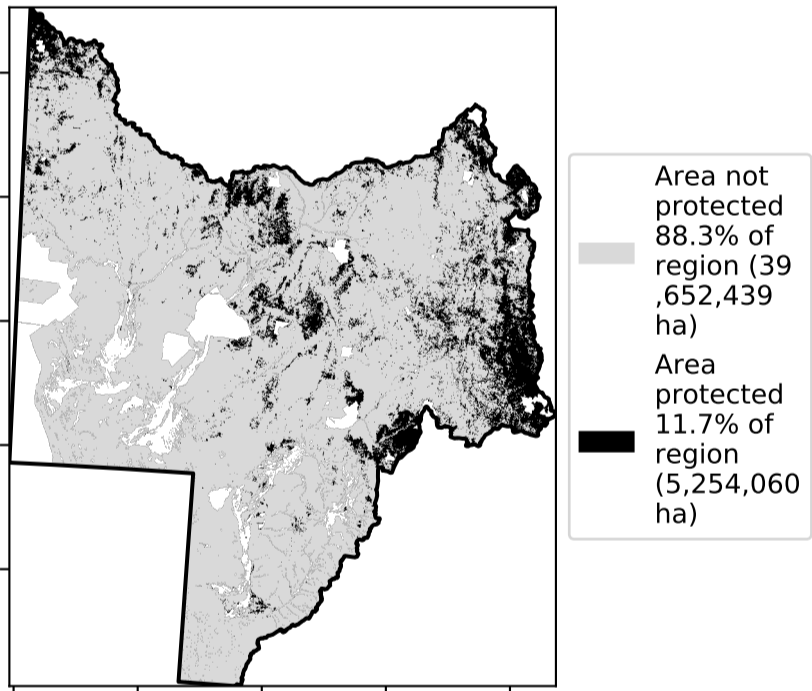 Area not
protected
88.3% of
region (39
,652,439
ha)
Area
protected
11.7% of
region
(5,254,060
ha)